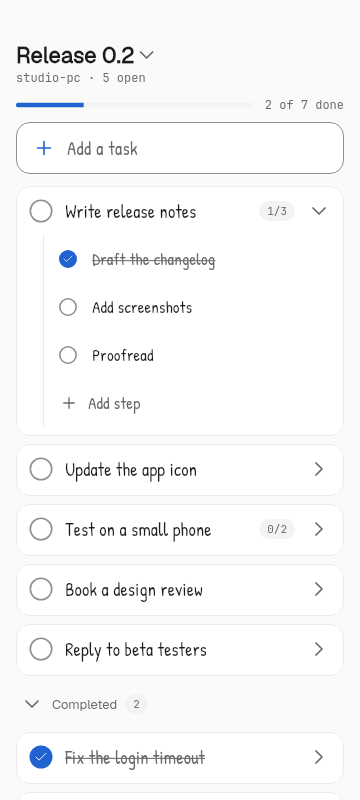 Release 0.2
studio-pc · 5 open
2 of 7 done
Add a task
Write release notes 1/3
Draft the changelog
Add screenshots
Proofread
Add step
Update the app icon
Test on a small phone 0/2
Book a design review
Reply to beta testers
Completed 2
Fix the login timeout